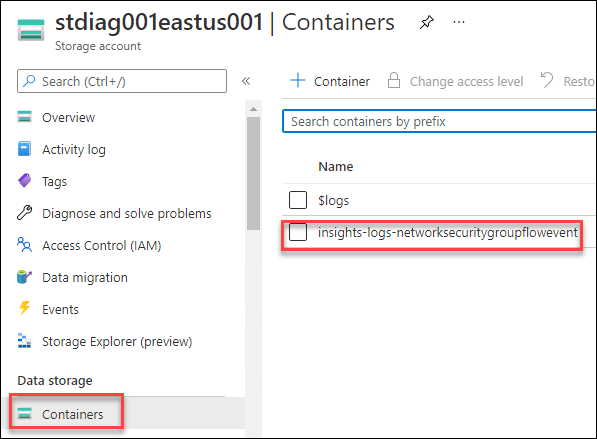 stdiag001eastus001 | Containers
Storage account
Search (Ctrl+/)
Overview
Activity log
Tags
Diagnose and solve problems
Access Control (IAM)
Data migration
Events
Storage Explorer (preview)
Data storage
Containers
+ Container
Change access level
Resto
Search containers by prefix
Name
$logs
insights-logs-networksecuritygroupflowevent